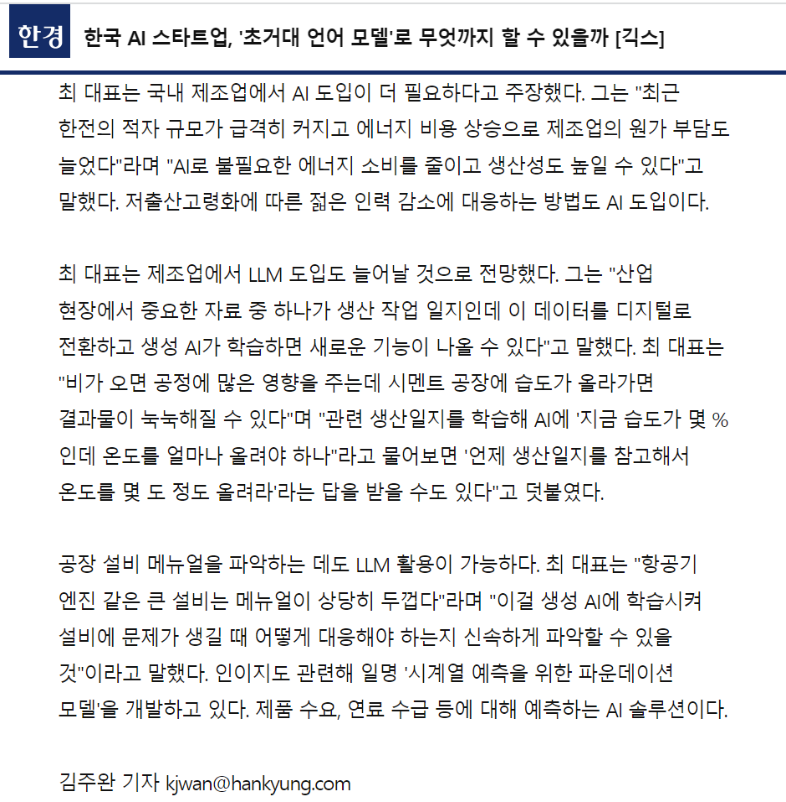 한경
한국 AI 스타트업, '초거대 언어 모델'로 무엇까지 할 수 있을까 [긱스]
최 대표는 국내 제조업에서 AI 도입이 더 필요하다고 주장했다. 그는 "최근
한전의 적자 규모가 급격히 커지고 에너지 비용 상승으로 제조업의 원가 부담도
늘었다"라며 "AI로 불필요한 에너지 소비를 줄이고 생산성도 높일 수 있다"고
말했다. 저출산고령화에 따른 젊은 인력 감소에 대응하는 방법도 AI 도입이다.
최 대표는 제조업에서 LLM 도입도 늘어날 것으로 전망했다. 그는 "산업
현장에서 중요한 자료 중 하나가 생산 작업 일지인데 이 데이터를 디지털로
전환하고 생성 AI가 학습하면 새로운 기능이 나올 수 있다"고 말했다. 최 대표는
"비가 오면 공정에 많은 영향을 주는데 시멘트 공장에 습도가 올라가면
결과물이 눅눅해질 수 있다"며 "관련 생산일지를 학습해 AI에 '지금 습도가 몇 %
인데 온도를 얼마나 올려야 하나"라고 물어보면 '언제 생산일지를 참고해서
온도를 몇 도 정도 올려라'라는 답을 받을 수도 있다"고 덧붙였다.
공장 설비 메뉴얼을 파악하는 데도 LLM 활용이 가능하다. 최 대표는 "항공기
엔진 같은 큰 설비는 메뉴얼이 상당히 두껍다"라며 "이걸 생성 AI에 학습시켜
설비에 문제가 생길 때 어떻게 대응해야 하는지 신속하게 파악할 수 있을
것"이라고 말했다. 인이지도 관련해 일명 '시계열 예측을 위한 파운데이션
모델'을 개발하고 있다. 제품 수요, 연료 수급 등에 대해 예측하는 AI 솔루션이다.
김주완 기자 kjwan@hankyung.com